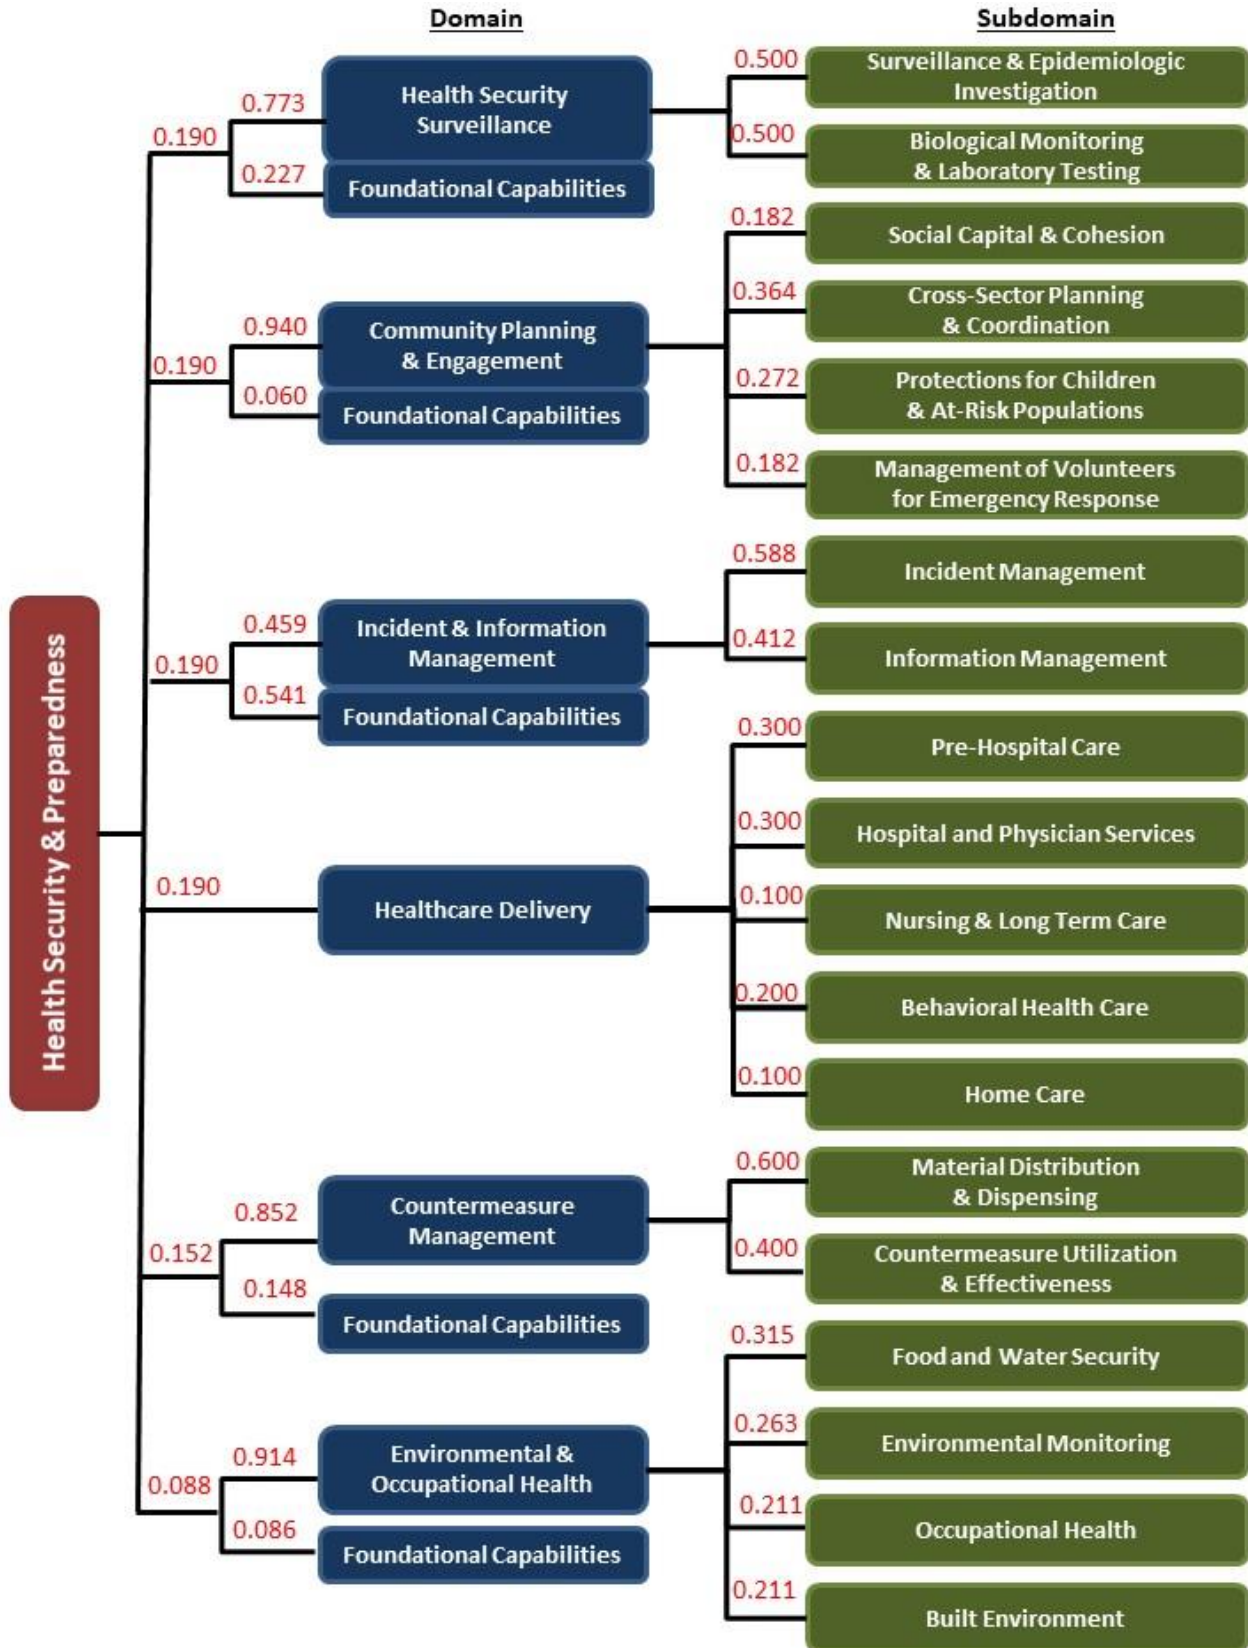 Domain
Subdomain
Health Security & Preparedness
0.190
0.773
Health Security
Surveillance
0.227
Foundational Capabilities
0.500
Surveillance & Epidemiologic
Investigation
0.500
Biological Monitoring
& Laboratory Testing
0.190
0.940
Community Planning
& Engagement
0.060
Foundational Capabilities
0.182
Social Capital & Cohesion
0.364
Cross-Sector Planning
& Coordination
0.272
Protections for Children
& At-Risk Populations
0.182
Management of Volunteers
for Emergency Response
0.190
0.459
Incident & Information
Management
0.541
Foundational Capabilities
0.588
Incident Management
0.412
Information Management
0.190
Healthcare Delivery
0.300
Pre-Hospital Care
0.300
Hospital and Physician Services
0.100
Nursing & Long Term Care
0.200
Behavioral Health Care
0.100
Home Care
0.152
0.852
Countermeasure
Management
0.148
Foundational Capabilities
0.600
Material Distribution
& Dispensing
0.400
Countermeasure Utilization
& Effectiveness
0.088
0.914
Environmental &
Occupational Health
0.086
Foundational Capabilities
0.315
Food and Water Security
0.263
Environmental Monitoring
0.211
Occupational Health
0.211
Built Environment